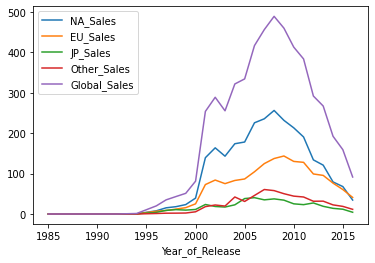 500
400
300
200
100
0
NA_Sales
EU_Sales
JP_Sales
Other_Sales
Global_Sales
1985 1990 1995 2000 2005 2010 2015
Year_of_Release